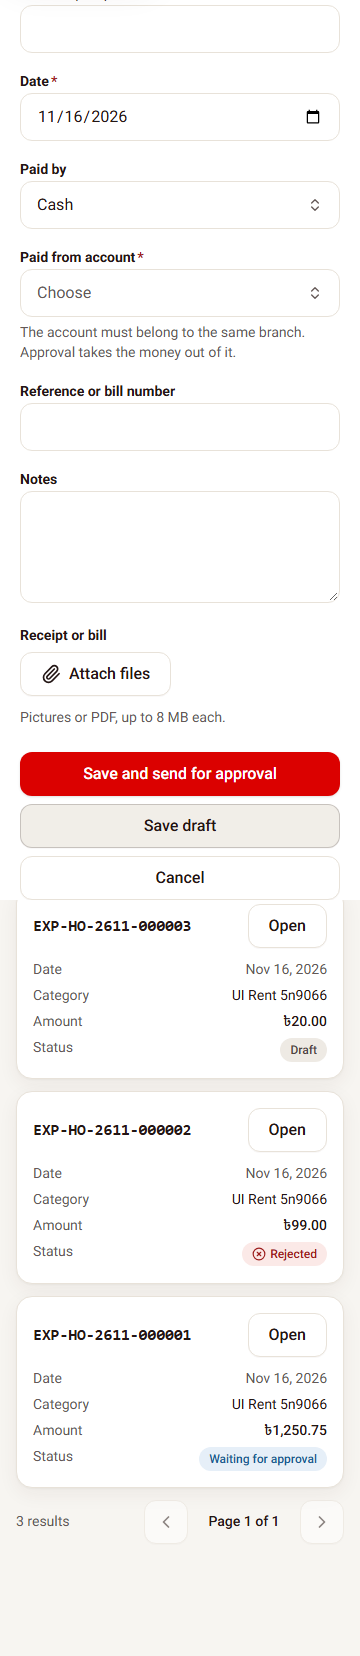 Date*
11/16/2026
Paid by
Cash
Paid from account*
Choose
The account must belong to the same branch.
Approval takes the money out of it.
Reference or bill number
Notes
Receipt or bill
Attach files
Pictures or PDF, up to 8 MB each.
Save and send for approval
Save draft
Cancel
EXP-HO-2611-000003 Open
Date Nov 16, 2026
Category UI Rent 5n9066
Amount ৳20.00
Status Draft
EXP-HO-2611-000002 Open
Date Nov 16, 2026
Category UI Rent 5n9066
Amount ৳99.00
Status Rejected
EXP-HO-2611-000001 Open
Date Nov 16, 2026
Category UI Rent 5n9066
Amount ৳1,250.75
Status Waiting for approval
3 results Page 1 of 1